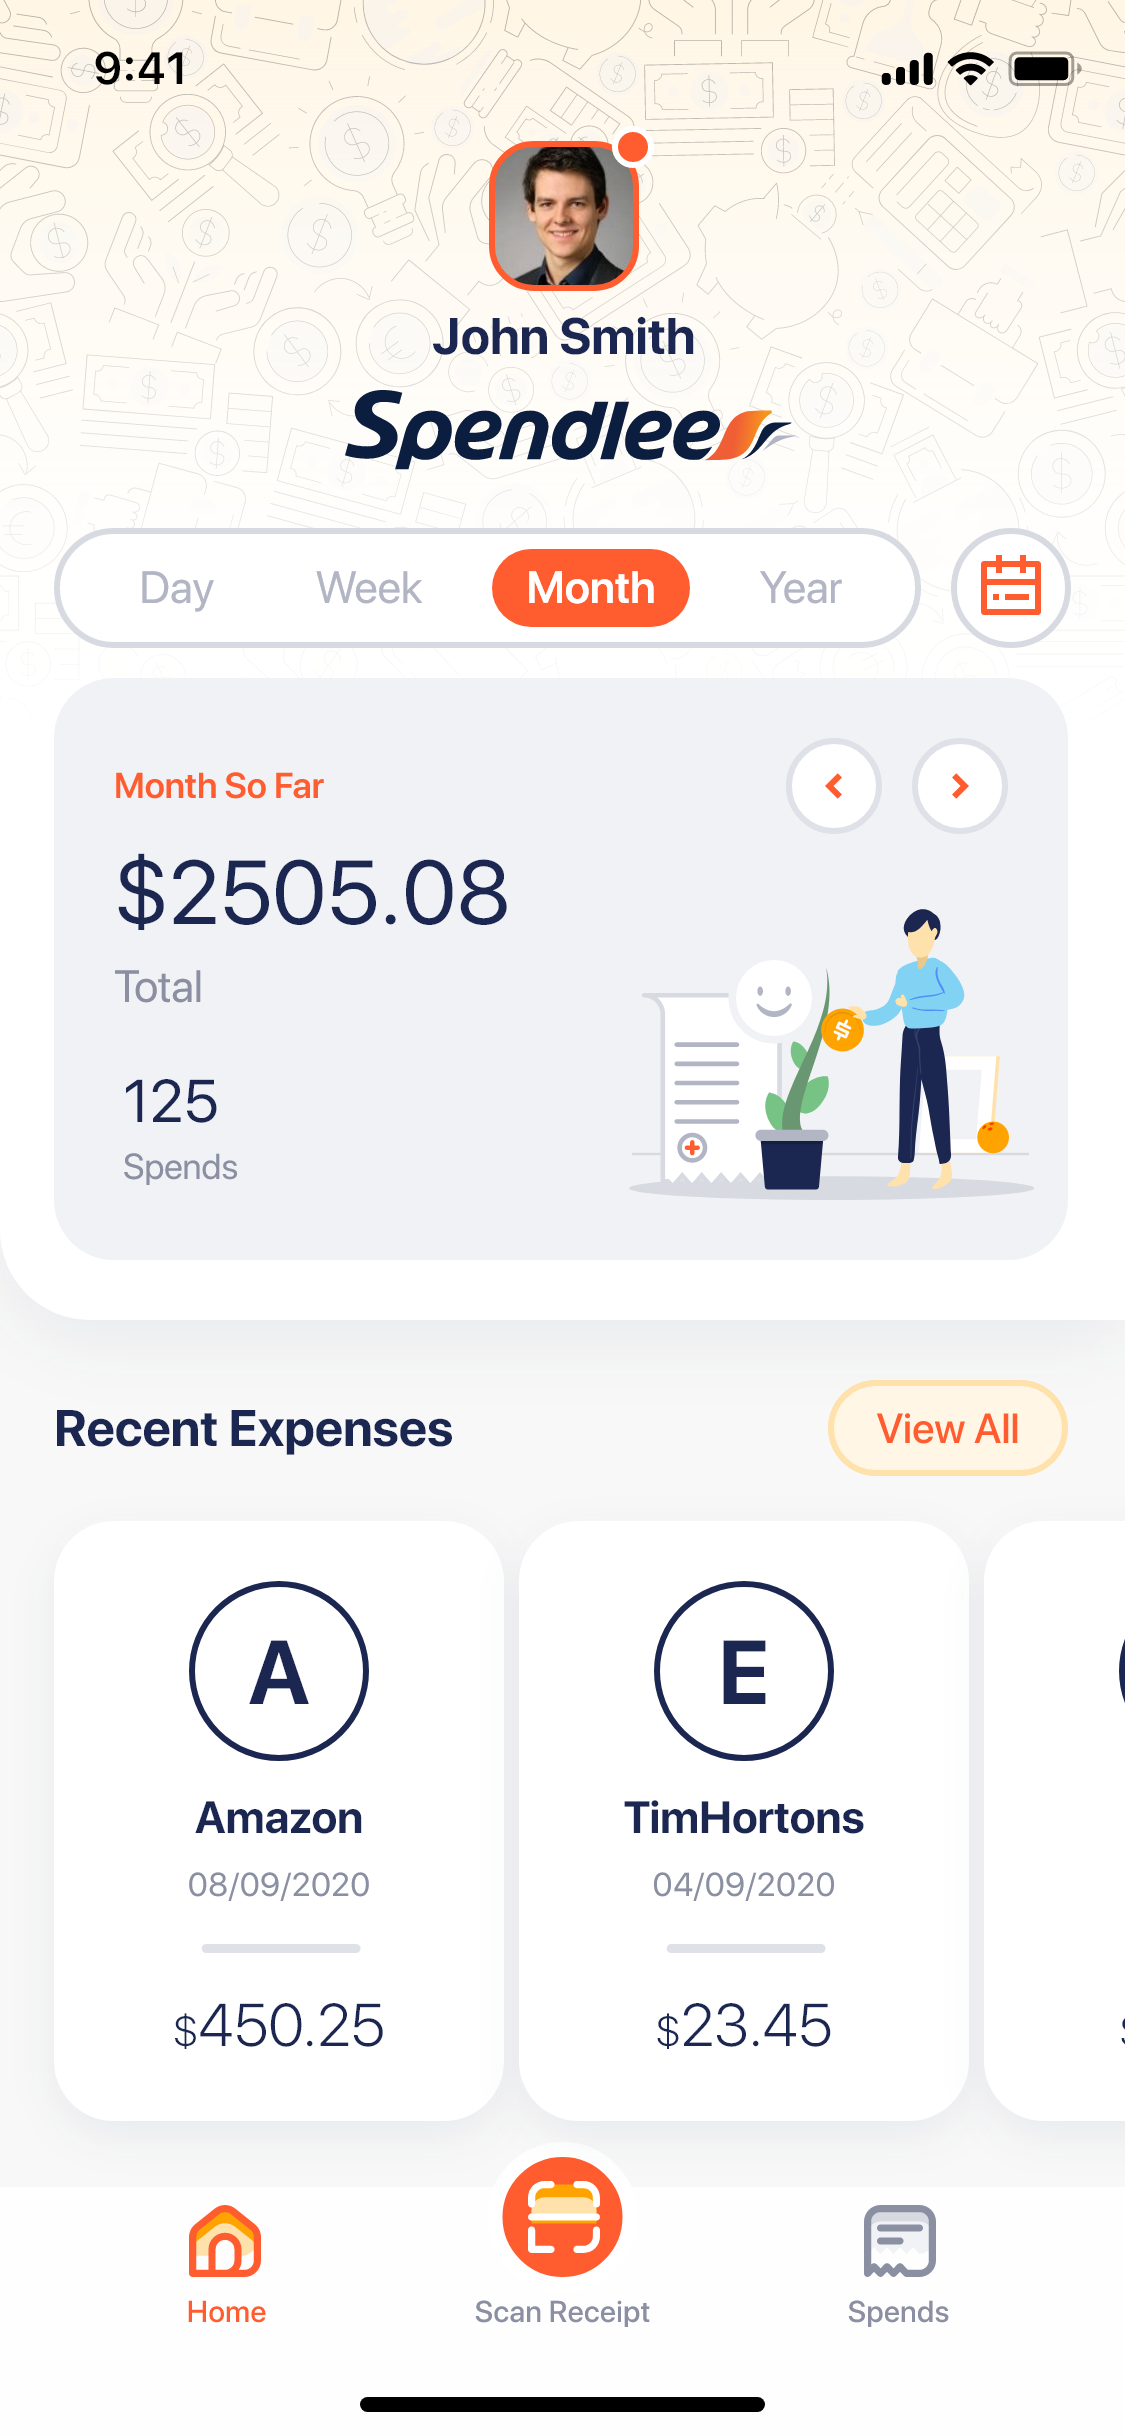 9:41
John Smith
Spendlee
Day Week Month Year
Month So Far
$2505.08
Total
125
Spends
Recent Expenses
View All
A
E
Amazon
TimHortons
08/09/2020
04/09/2020
$450.25
$23.45
Home
Scan Receipt
Spends